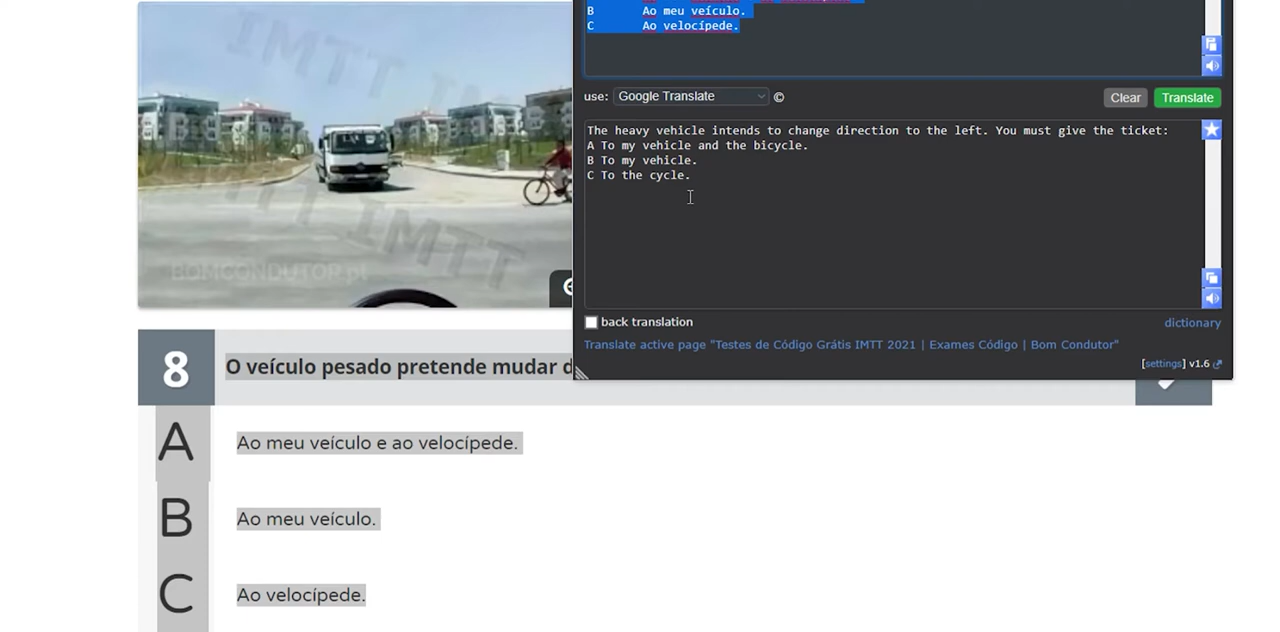 B Ao meu veículo.
C Ao velocípede.
use: Google Translate ©
Clear Translate
The heavy vehicle intends to change direction to the left. You must give the ticket:
A To my vehicle and the bicycle.
B To my vehicle.
C To the cycle.
back translation
dictionary
Translate active page "Testes de Código Grátis IMTT 2021 | Exames Código | Bom Condutor"
[settings] v1.6
IMTT IMTT
IMTT IMTT
BOMCONDUTOR.pt
8 O veículo pesado pretende mudar d
A Ao meu veículo e ao velocípede.
B Ao meu veículo.
C Ao velocípede.